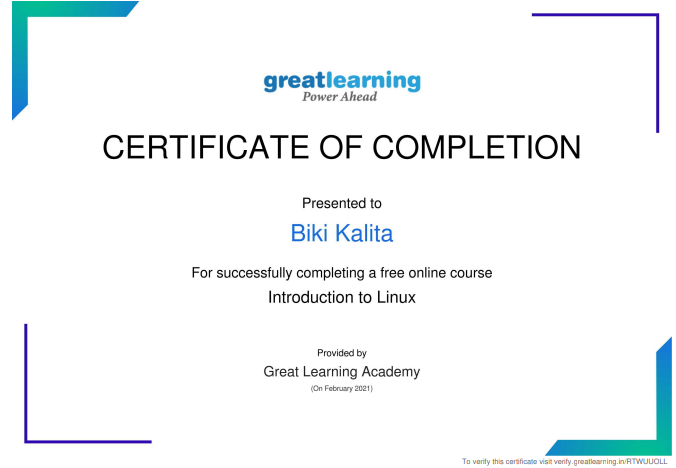 greatlearning
Power Ahead
CERTIFICATE OF COMPLETION
Presented to
Biki Kalita
For successfully completing a free online course
Introduction to Linux
Provided by
Great Learning Academy
(On February 2021)
To verify this certificate visit verify.greatlearning.in/RTWUUOLL